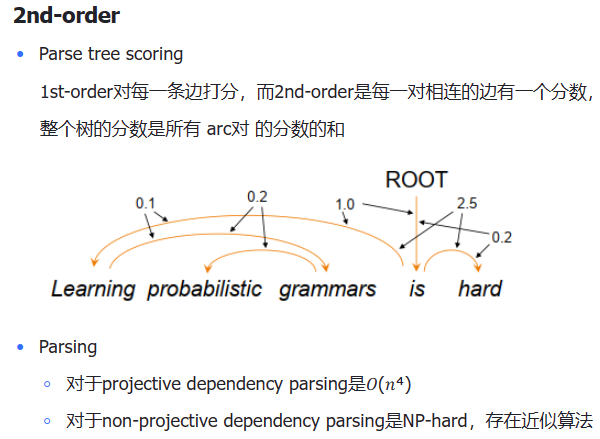 2nd-order
Parse tree scoring
1st-order对每一条边打分，而2nd-order是每一对相连的边有一个分数，
整个树的分数是所有 arc对 的分数的和
ROOT
0.1 0.2 1.0 2.5
0.2
Learning probabilistic grammars is hard
Parsing
对于projective dependency parsing是O(n⁴)
对于non-projective dependency parsing是NP-hard，存在近似算法